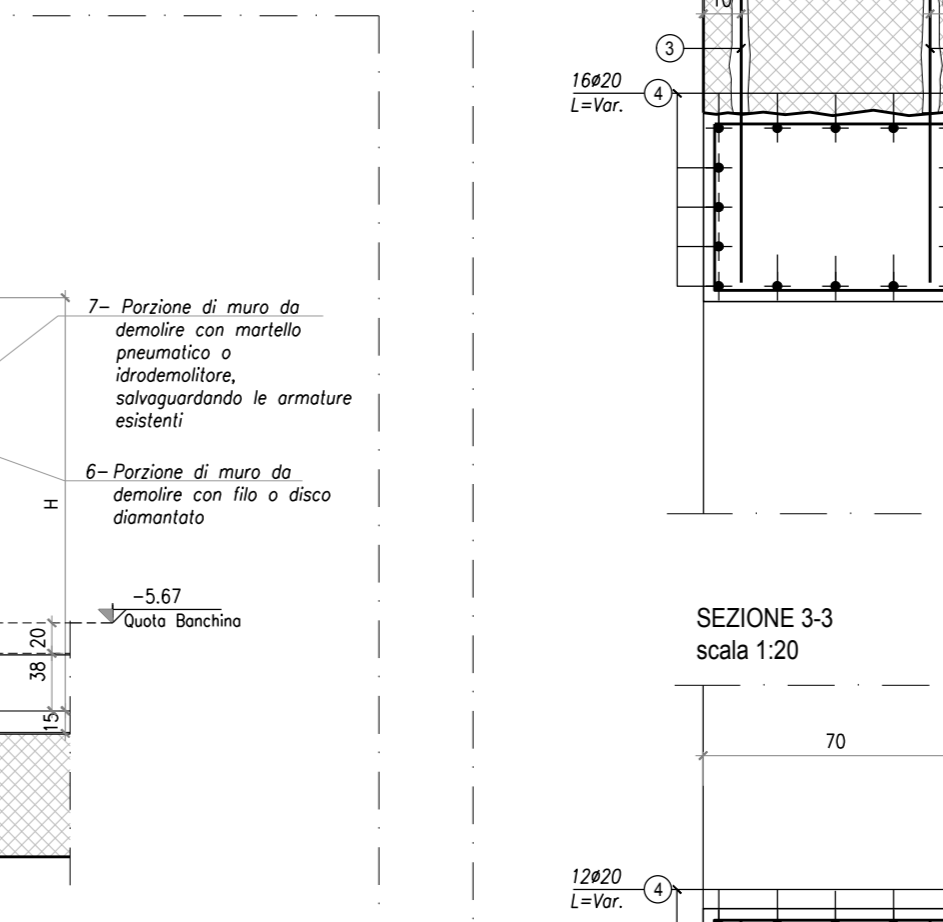 7- Porzione di muro da
demolire con martello
pneumatico o
idrodemolitore,
salvaguardando le armature
esistenti
6- Porzione di muro da
demolire con filo o disco
diamantato
H
-5.67
Quota Banchina
20
38
15
10
3
16ø20
L=Var.
4
SEZIONE 3-3
scala 1:20
70
12ø20
L=Var.
4